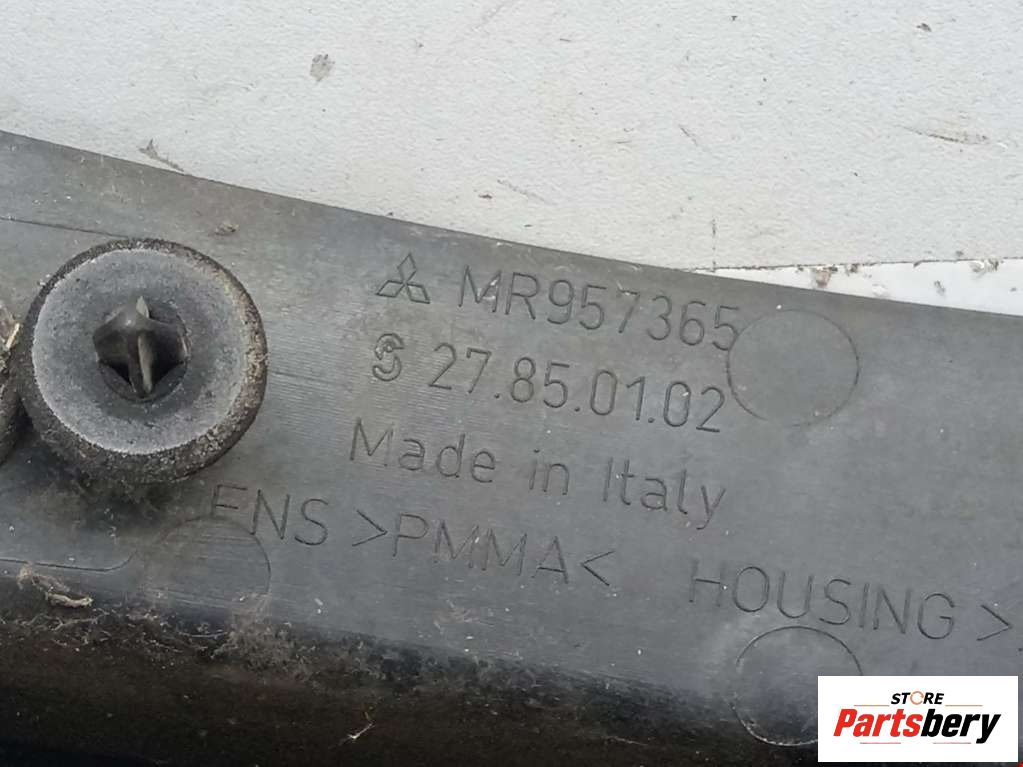 MR957365
27.85.01.02
Made in Italy
ENS >PMMA< HOUSING >
STORE
Partsbery